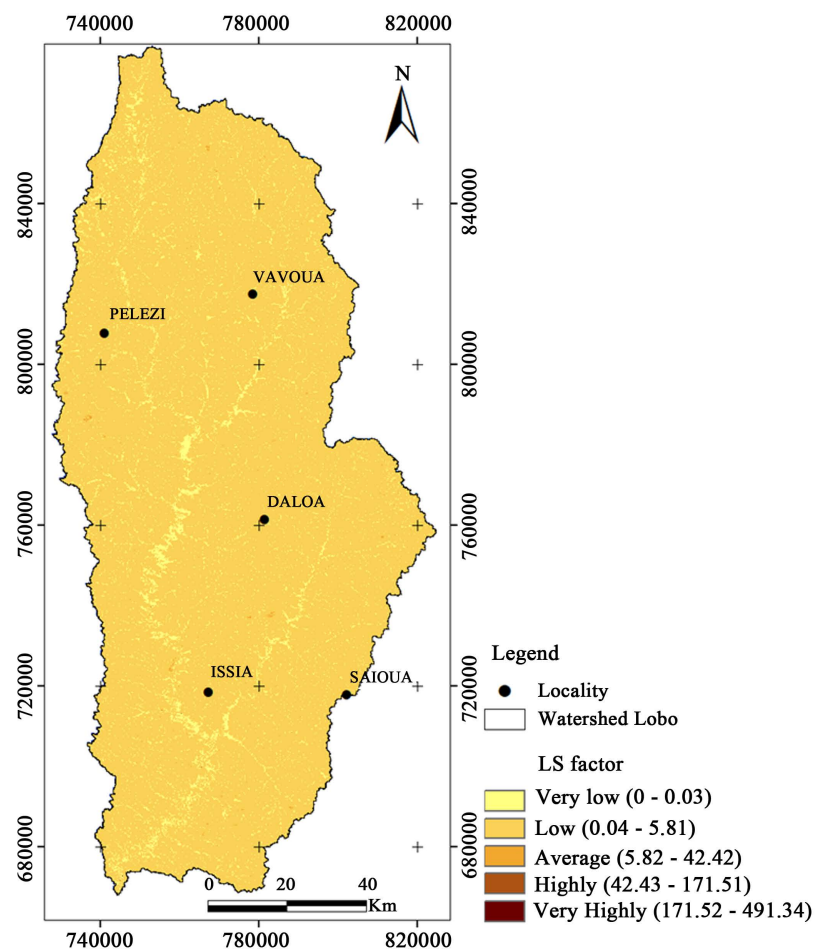 740000 780000 820000
N
840000 840000
VAVOUA
PELEZI
800000 800000
DALOA
760000 760000
ISSIA
SAIOUA
720000 720000
680000 680000
0 20 40
Km
740000 780000 820000
Legend
Locality
Watershed Lobo
LS factor
Very low (0 - 0.03)
Low (0.04 - 5.81)
Average (5.82 - 42.42)
Highly (42.43 - 171.51)
Very Highly (171.52 - 491.34)